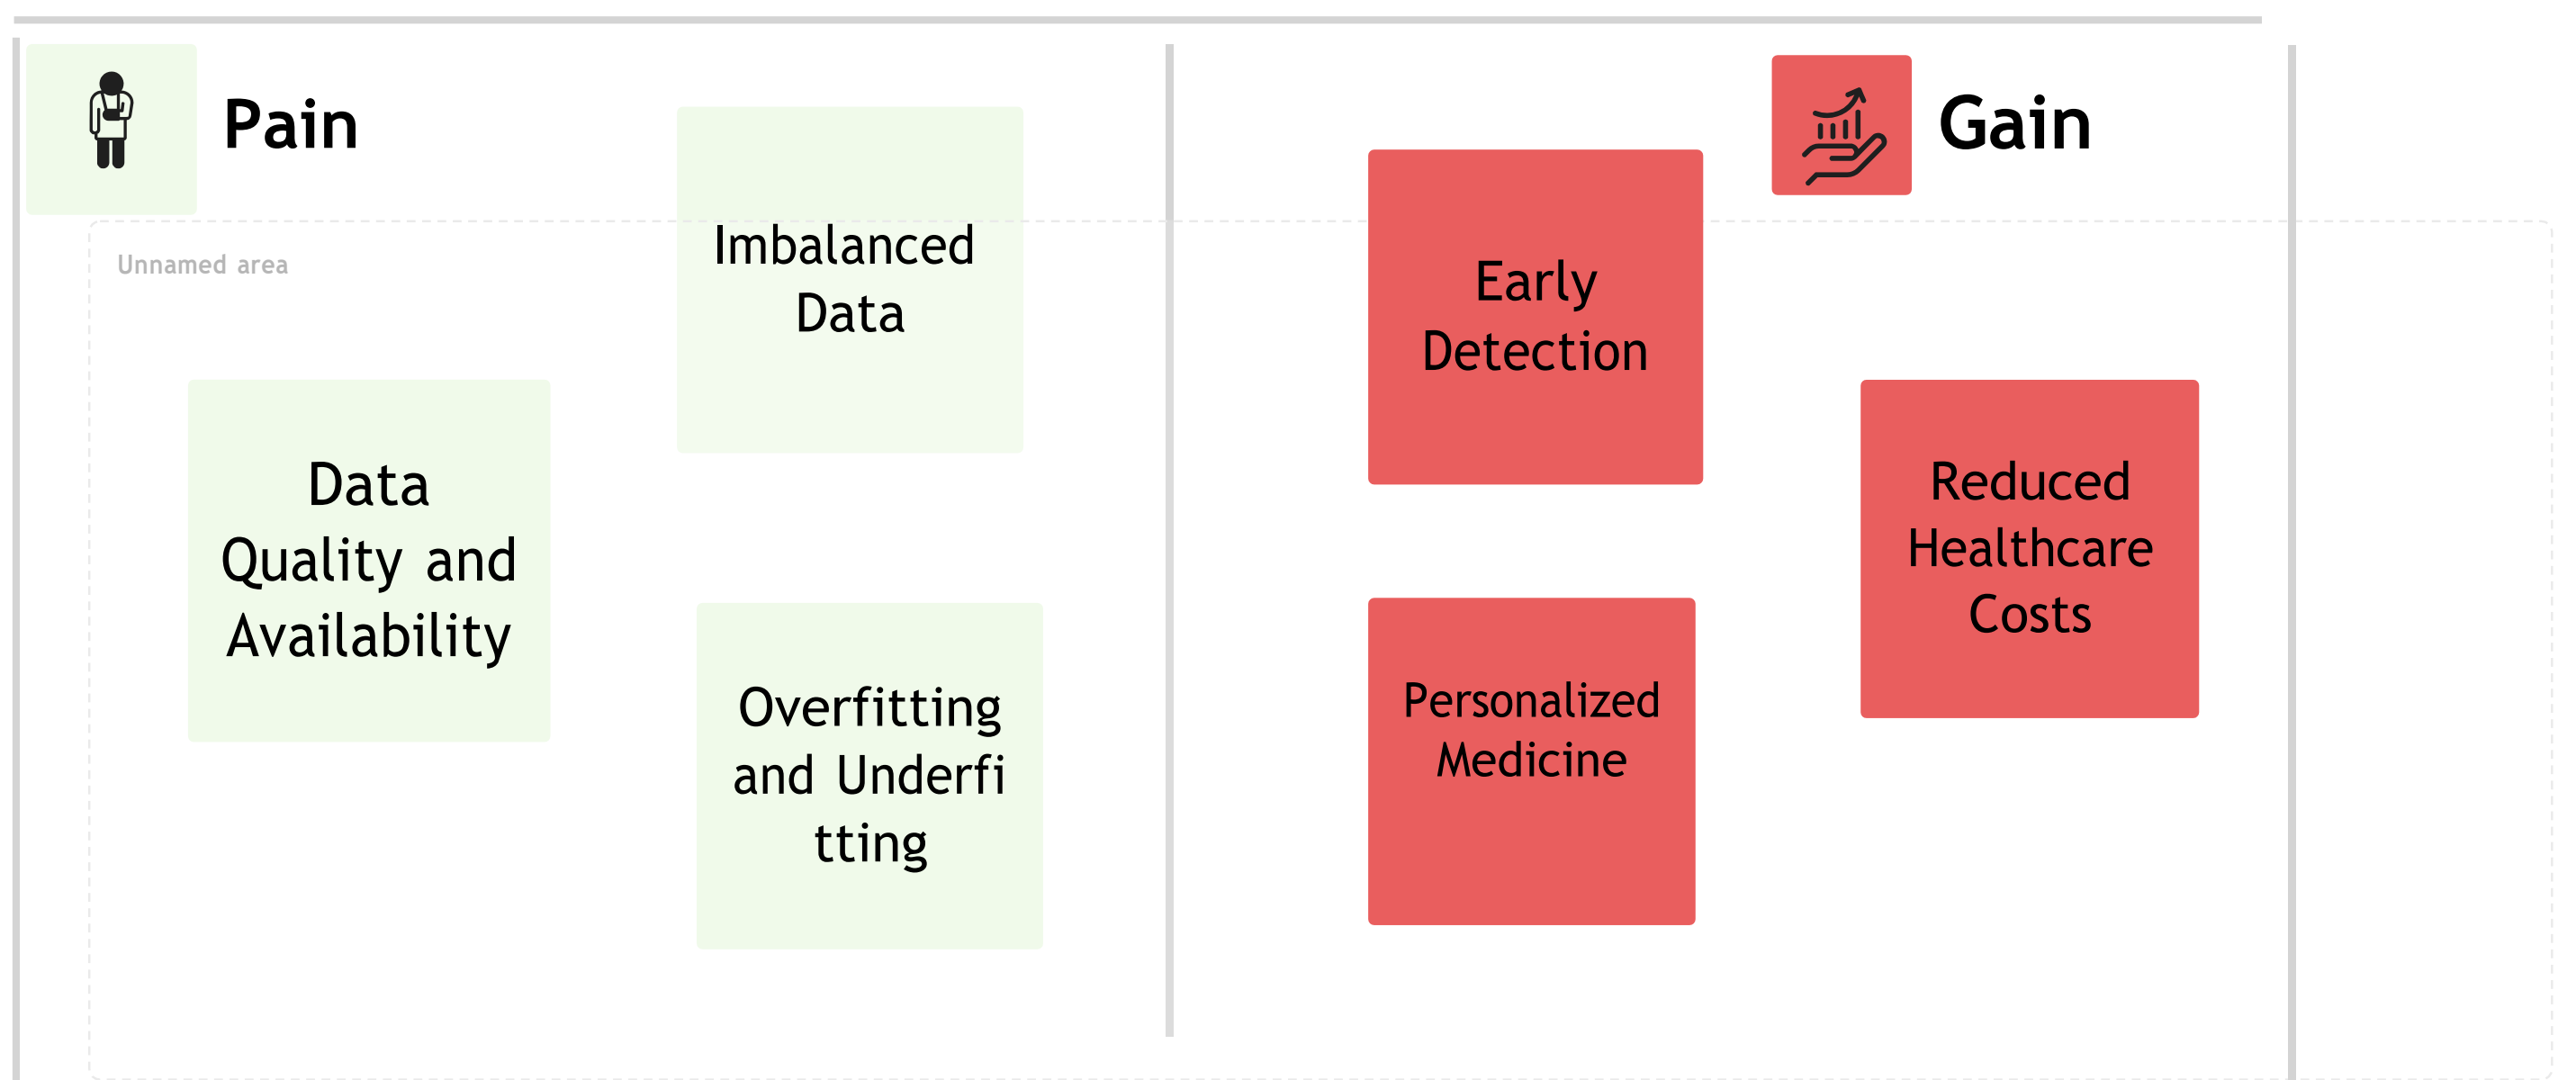 Pain
Unnamed area
Imbalanced
Data
Data
Quality and
Availability
Overfitting
and Underfi
tting
Gain
Early
Detection
Reduced
Healthcare
Costs
Personalized
Medicine